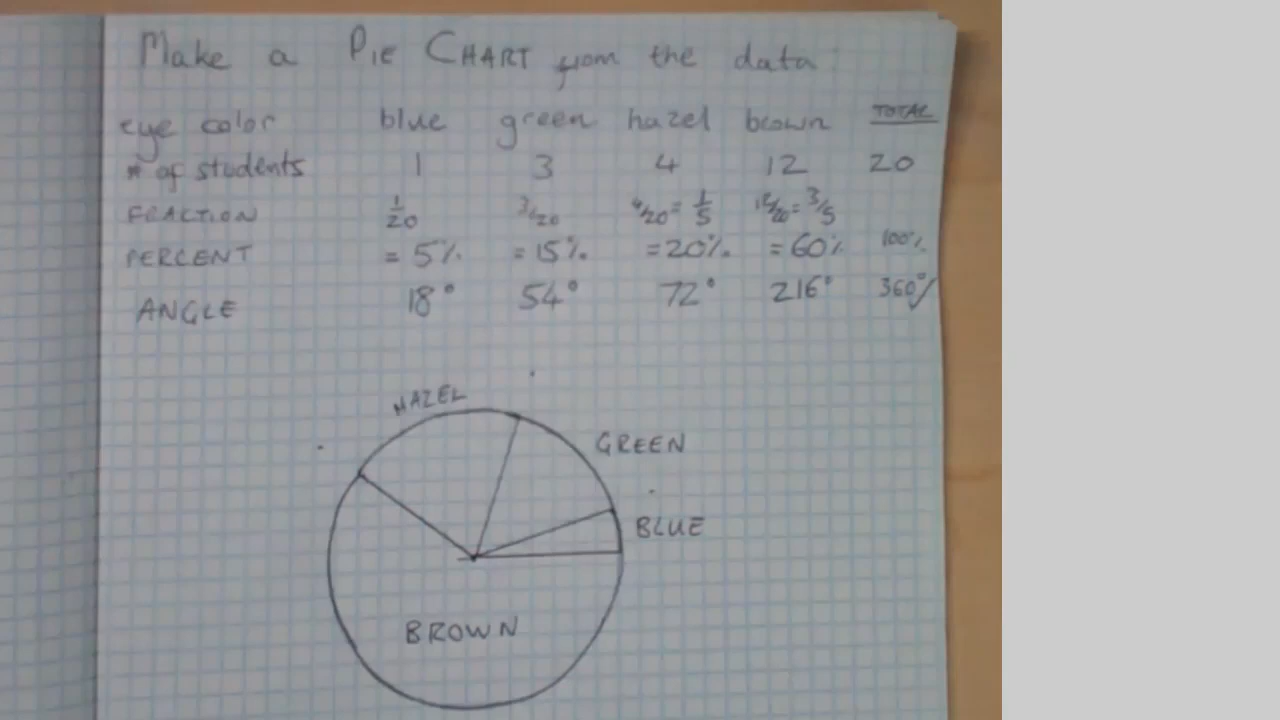 Make a PIE CHART from the data
eye color blue green hazel brown TOTAL
# of students 1 3 4 12 20
FRACTION 1/20 3/20 4/20 = 1/5 12/20 = 3/5
PERCENT = 5% = 15% = 20% = 60% 100%
ANGLE 18° 54° 72° 216° 360°
HAZEL
GREEN
BLUE
BROWN